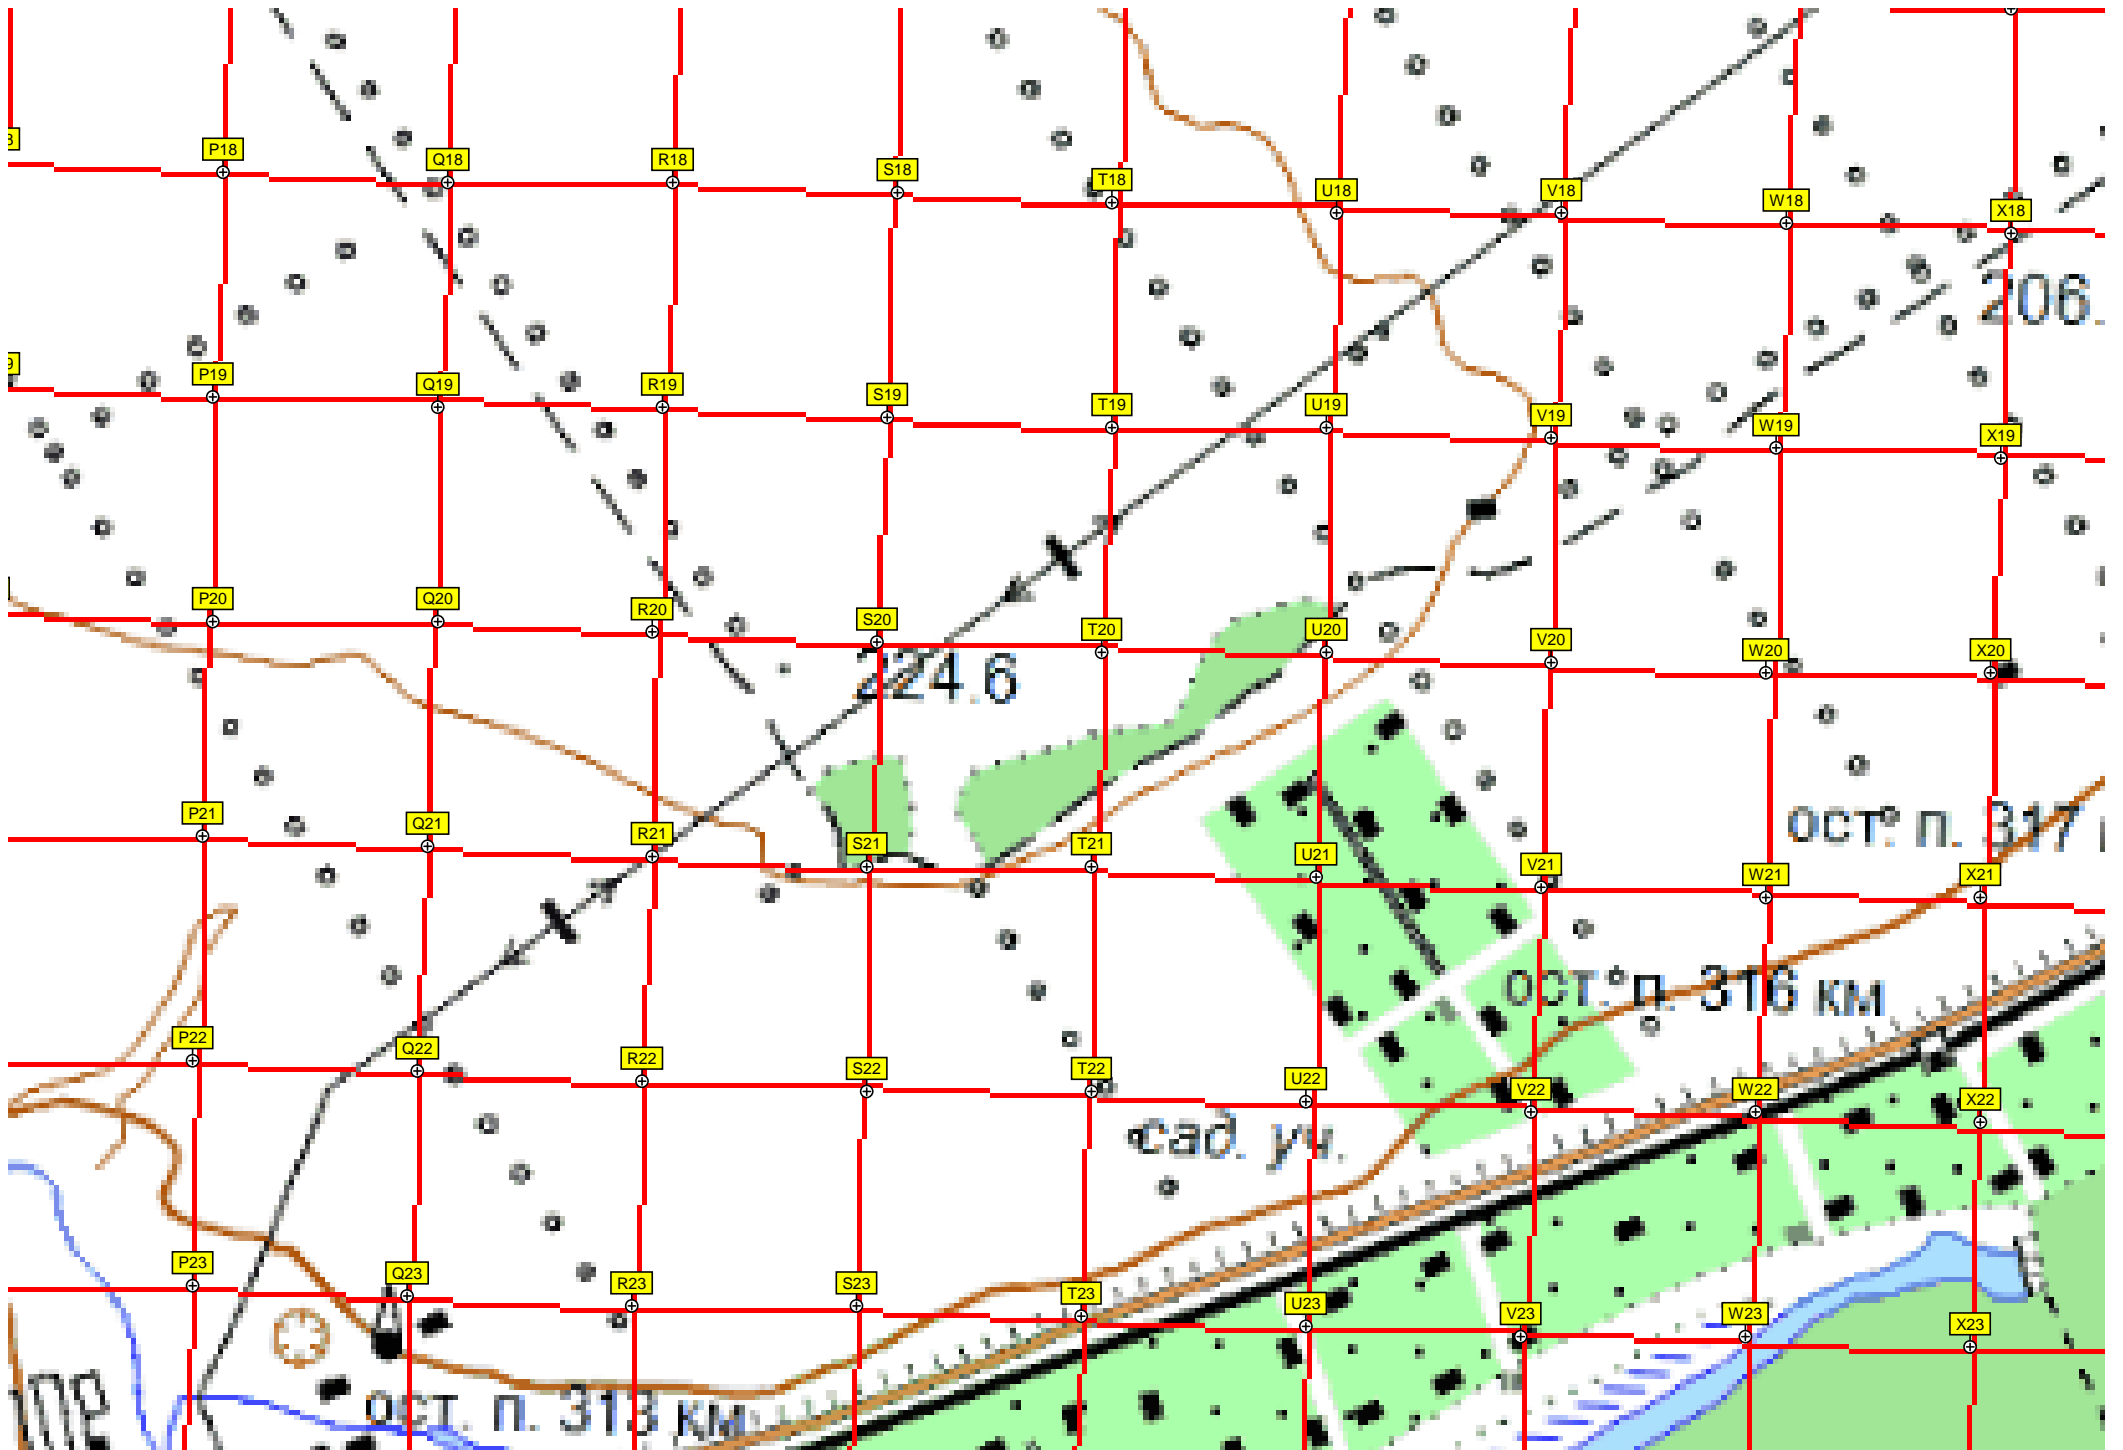 P18 Q18 R18 S18 T18 U18 V18 W18 X18
206.
P19 Q19 R19 S19 T19 U19 V19 W19 X19
P20 Q20 R20 S20 T20 U20 V20 W20 X20
224.6
P21 Q21 R21 S21 T21 U21 V21 W21 X21
ост. п. 317
ост. п. 316 км
P22 Q22 R22 S22 T22 U22 V22 W22 X22
сад. уч.
P23 Q23 R23 S23 T23 U23 V23 W23 X23
ост. п. 313 км